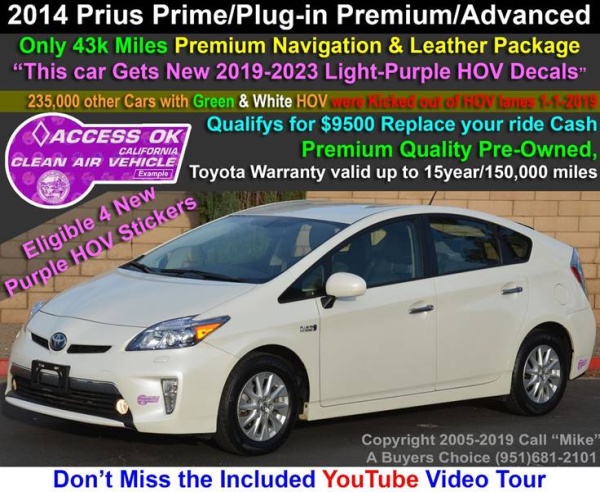 2014 Prius Prime/Plug-in Premium/Advanced
Only 43k Miles Premium Navigation & Leather Package
“This car Gets New 2019-2023 Light-Purple HOV Decals”
235,000 other Cars with Green & White HOV were Kicked out of HOV lanes 1-1-2019
Qualifys for $9500 Replace your ride Cash
Premium Quality Pre-Owned,
Toyota Warranty valid up to 15year/150,000 miles
ACCESS OK
CALIFORNIA
CLEAN AIR VEHICLE
Example
Eligible 4 New
Purple HOV Stickers
Copyright 2005-2019 Call “Mike”
A Buyers Choice (951)681-2101
Don’t Miss the Included YouTube Video Tour